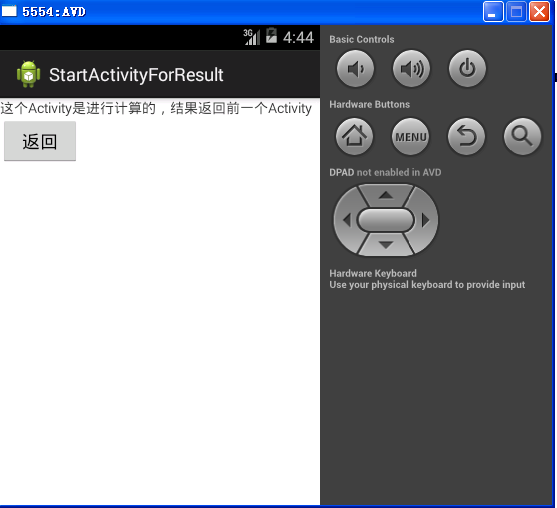 5554:AVD
3G 4:44
StartActivityForResult
这个Activity是进行计算的，结果返回前一个Activity
返回
Basic Controls
Hardware Buttons
MENU
DPAD not enabled in AVD
Hardware Keyboard
Use your physical keyboard to provide input